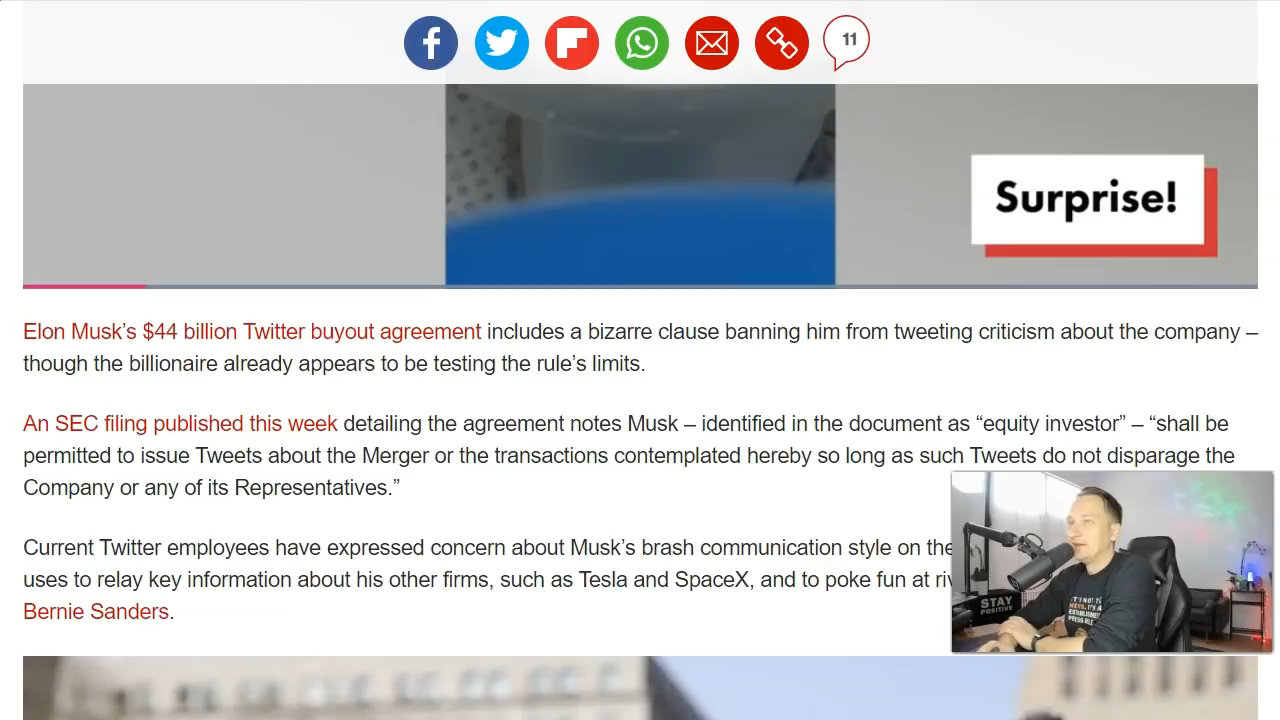 11
Surprise!
Elon Musk’s $44 billion Twitter buyout agreement includes a bizarre clause banning him from tweeting criticism about the company –
though the billionaire already appears to be testing the rule’s limits.
An SEC filing published this week detailing the agreement notes Musk – identified in the document as “equity investor” – “shall be
permitted to issue Tweets about the Merger or the transactions contemplated hereby so long as such Tweets do not disparage the
Company or any of its Representatives.”
Current Twitter employees have expressed concern about Musk’s brash communication style on the
uses to relay key information about his other firms, such as Tesla and SpaceX, and to poke fun at
Bernie Sanders.
STAY
POSITIVE